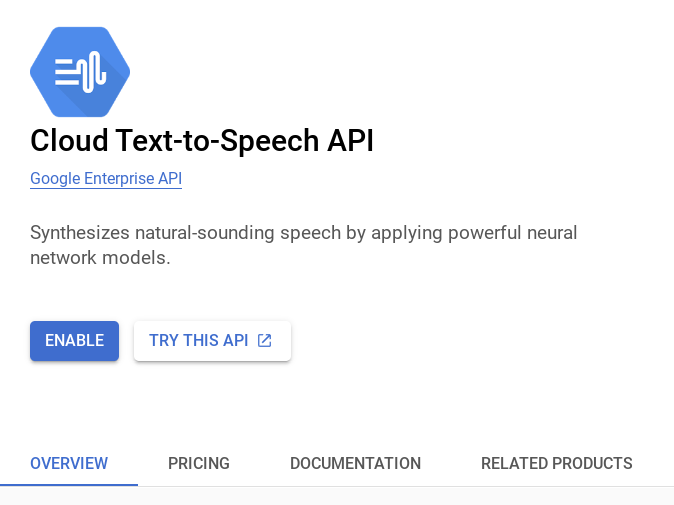 Cloud Text-to-Speech API
Google Enterprise API
Synthesizes natural-sounding speech by applying powerful neural
network models.
ENABLE TRY THIS API
OVERVIEW PRICING DOCUMENTATION RELATED PRODUCTS